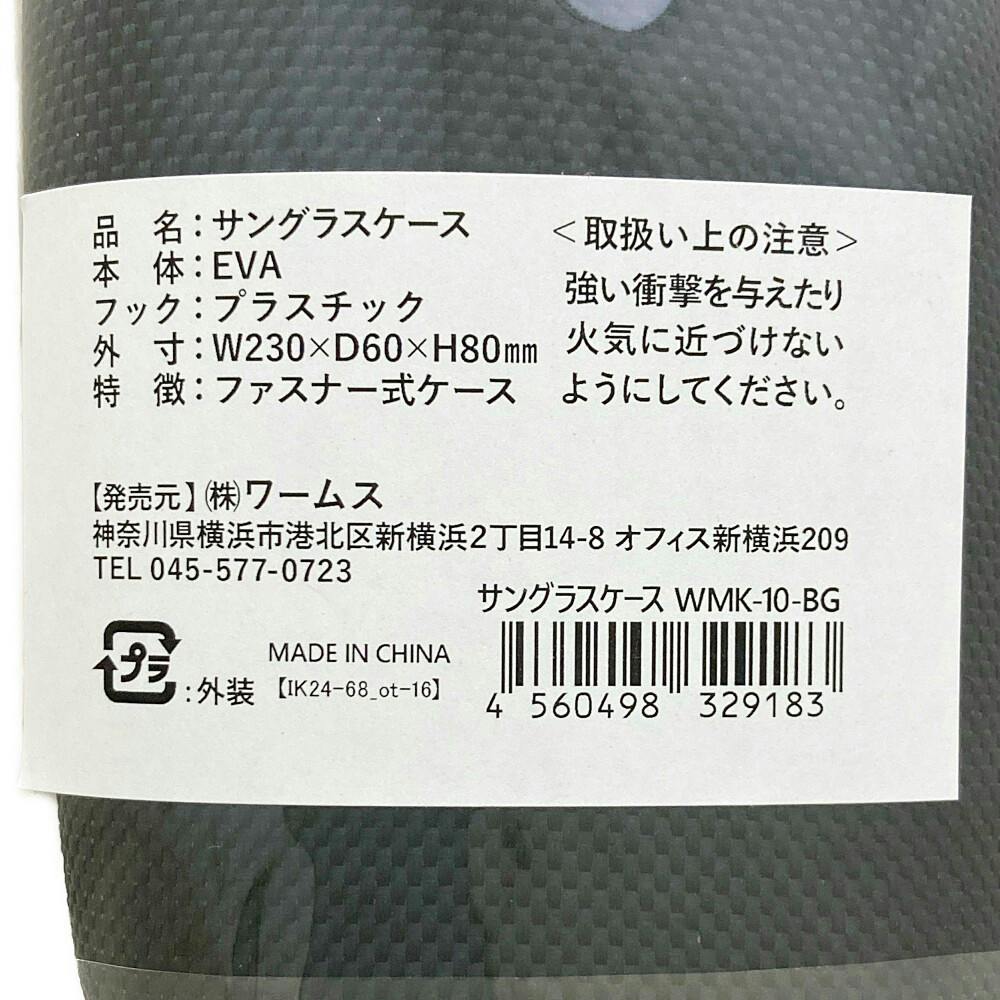 品　名：サングラスケース
本　体：EVA
フック：プラスチック
外　寸：W230×D60×H80㎜
特　徴：ファスナー式ケース
＜取扱い上の注意＞
強い衝撃を与えたり
火気に近づけない
ようにしてください。
【発売元】㈱ワームス
神奈川県横浜市港北区新横浜2丁目14-8 オフィス新横浜209
TEL 045-577-0723
サングラスケース WMK-10-BG
プラ
：外装
MADE IN CHINA
【IK24-68_ot-16】
4 560498 329183